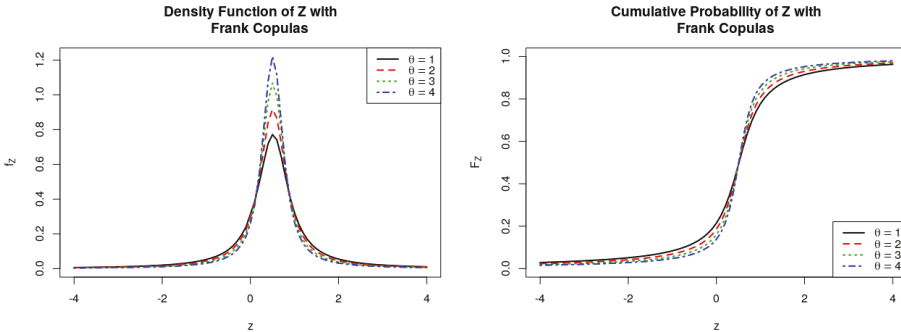 Density Function of Z with
Frank Copulas
fZ
0.0 0.2 0.4 0.6 0.8 1.0 1.2
θ = 1
θ = 2
θ = 3
θ = 4
-4 -2 0 2 4
z
Cumulative Probability of Z with
Frank Copulas
FZ
0.0 0.2 0.4 0.6 0.8 1.0
θ = 1
θ = 2
θ = 3
θ = 4
-4 -2 0 2 4
z